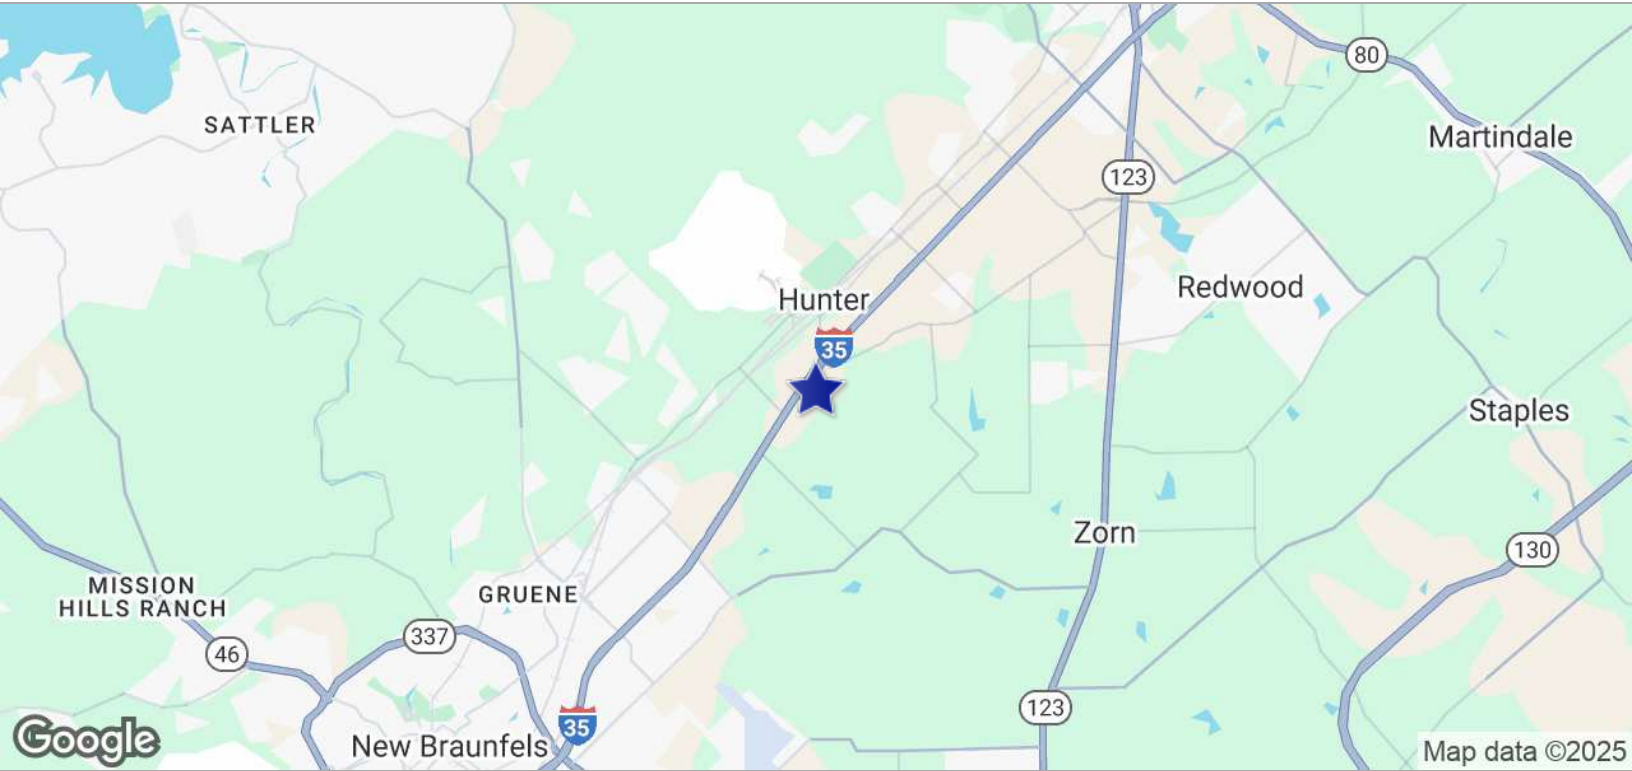 80
SATTLER
Martindale
123
Redwood
Hunter
35
Staples
Zorn
130
MISSION
HILLS RANCH
GRUENE
337
46
123
35
New Braunfels
Google
Map data ©2025